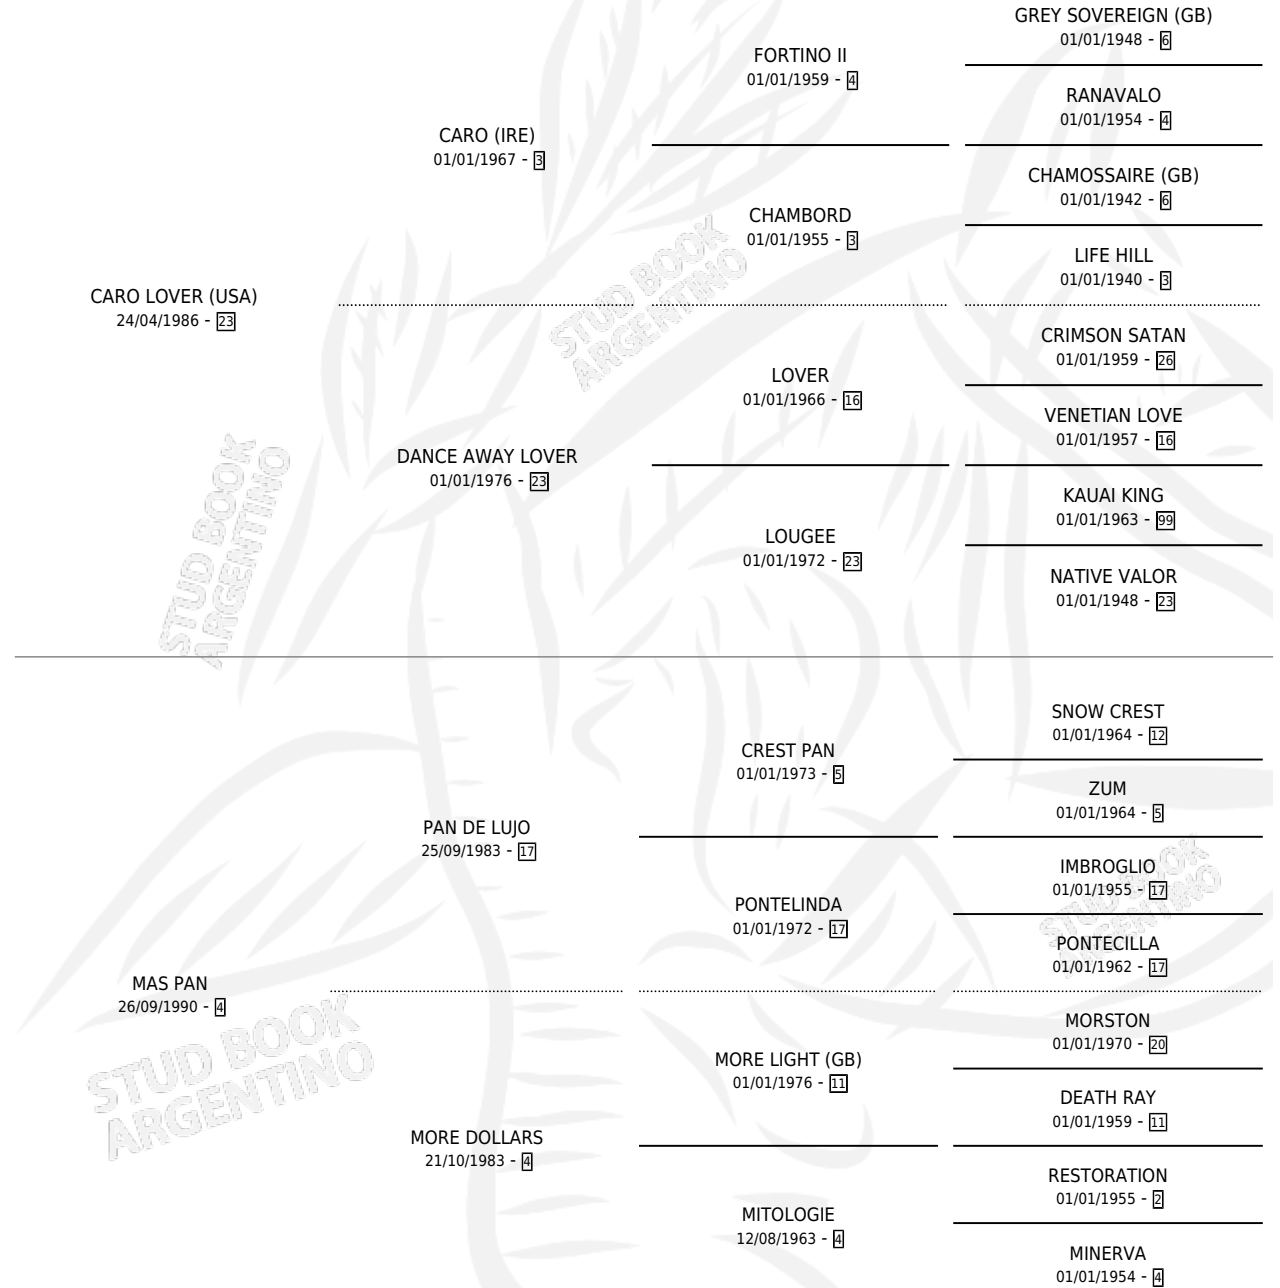 GREY SOVEREIGN (GB)
01/01/1948 - 6
FORTINO II
01/01/1959 - 4
RANAVALO
01/01/1954 - 4
CARO (IRE)
01/01/1967 - 3
CHAMOSSAIRE (GB)
01/01/1942 - 6
CHAMBORD
01/01/1955 - 3
LIFE HILL
01/01/1940 - 3
CARO LOVER (USA)
24/04/1986 - 23
CRIMSON SATAN
01/01/1959 - 26
LOVER
01/01/1966 - 16
VENETIAN LOVE
01/01/1957 - 16
DANCE AWAY LOVER
01/01/1976 - 23
KAUAI KING
01/01/1963 - 99
LOUGEE
01/01/1972 - 23
NATIVE VALOR
01/01/1948 - 23
SNOW CREST
01/01/1964 - 12
CREST PAN
01/01/1973 - 5
ZUM
01/01/1964 - 5
PAN DE LUJO
25/09/1983 - 17
IMBROGLIO
01/01/1955 - 17
PONTELINDA
01/01/1972 - 17
PONTECILLA
01/01/1962 - 17
MAS PAN
26/09/1990 - 4
MORSTON
01/01/1970 - 20
MORE LIGHT (GB)
01/01/1976 - 11
DEATH RAY
01/01/1959 - 11
MORE DOLLARS
21/10/1983 - 4
RESTORATION
01/01/1955 - 2
MITOLOGIE
12/08/1963 - 4
MINERVA
01/01/1954 - 4
STUD BOOK
ARGENTINO
STUD BOOK
ARGENTINO
STUD BOOK
ARGENTINO
STUD BOOK
ARGENTINO